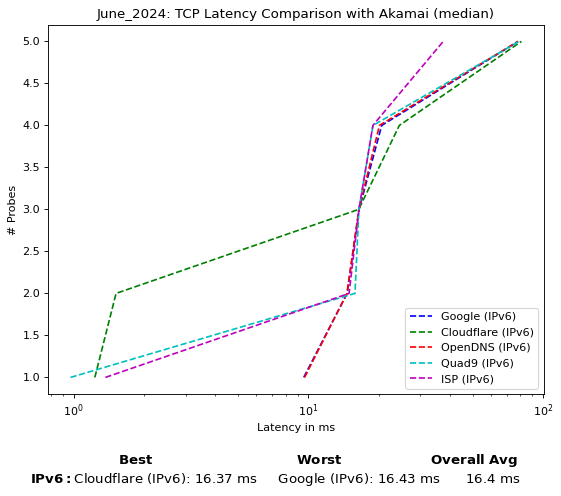 June_2024: TCP Latency Comparison with Akamai (median)
5.0
4.5
4.0
3.5
3.0
2.5
2.0
1.5
1.0
# Probes
Google (IPv6)
Cloudflare (IPv6)
OpenDNS (IPv6)
Quad9 (IPv6)
ISP (IPv6)
10⁰ 10¹ 10²
Latency in ms
Best Worst Overall Avg
IPv6: Cloudflare (IPv6): 16.37 ms Google (IPv6): 16.43 ms 16.4 ms